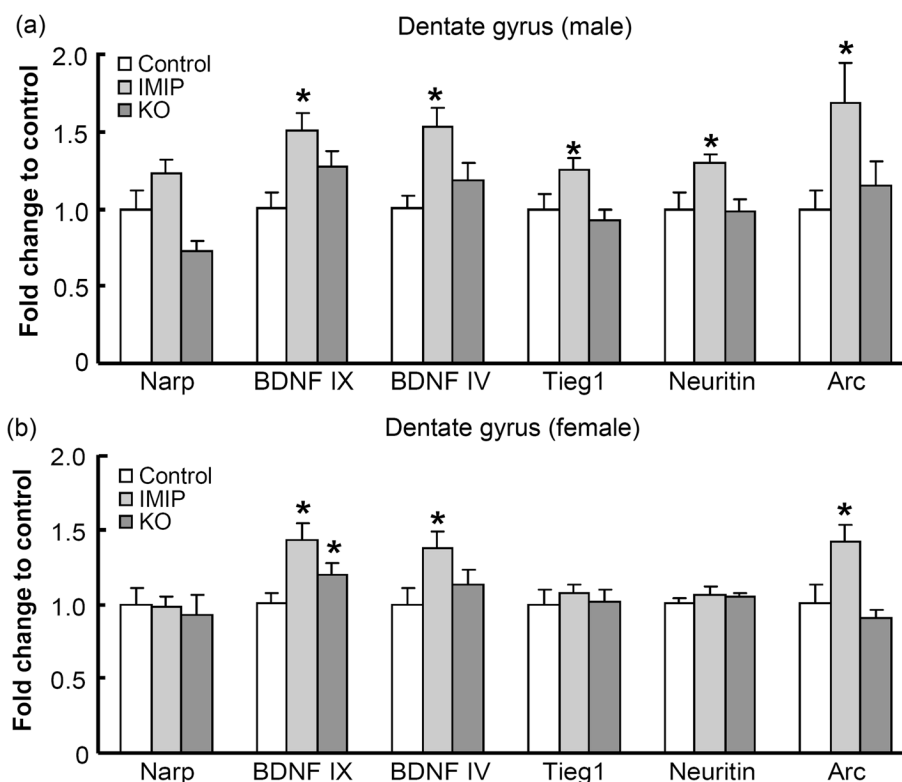 (a)
Dentate gyrus (male)
Fold change to control
2.0
1.5
1.0
0.5
0
Control
IMIP
KO
*
*
*
*
*
Narp BDNF IX BDNF IV Tieg1 Neuritin Arc
(b)
Dentate gyrus (female)
Fold change to control
2.0
1.5
1.0
0.5
0
Control
IMIP
KO
*
*
*
*
Narp BDNF IX BDNF IV Tieg1 Neuritin Arc